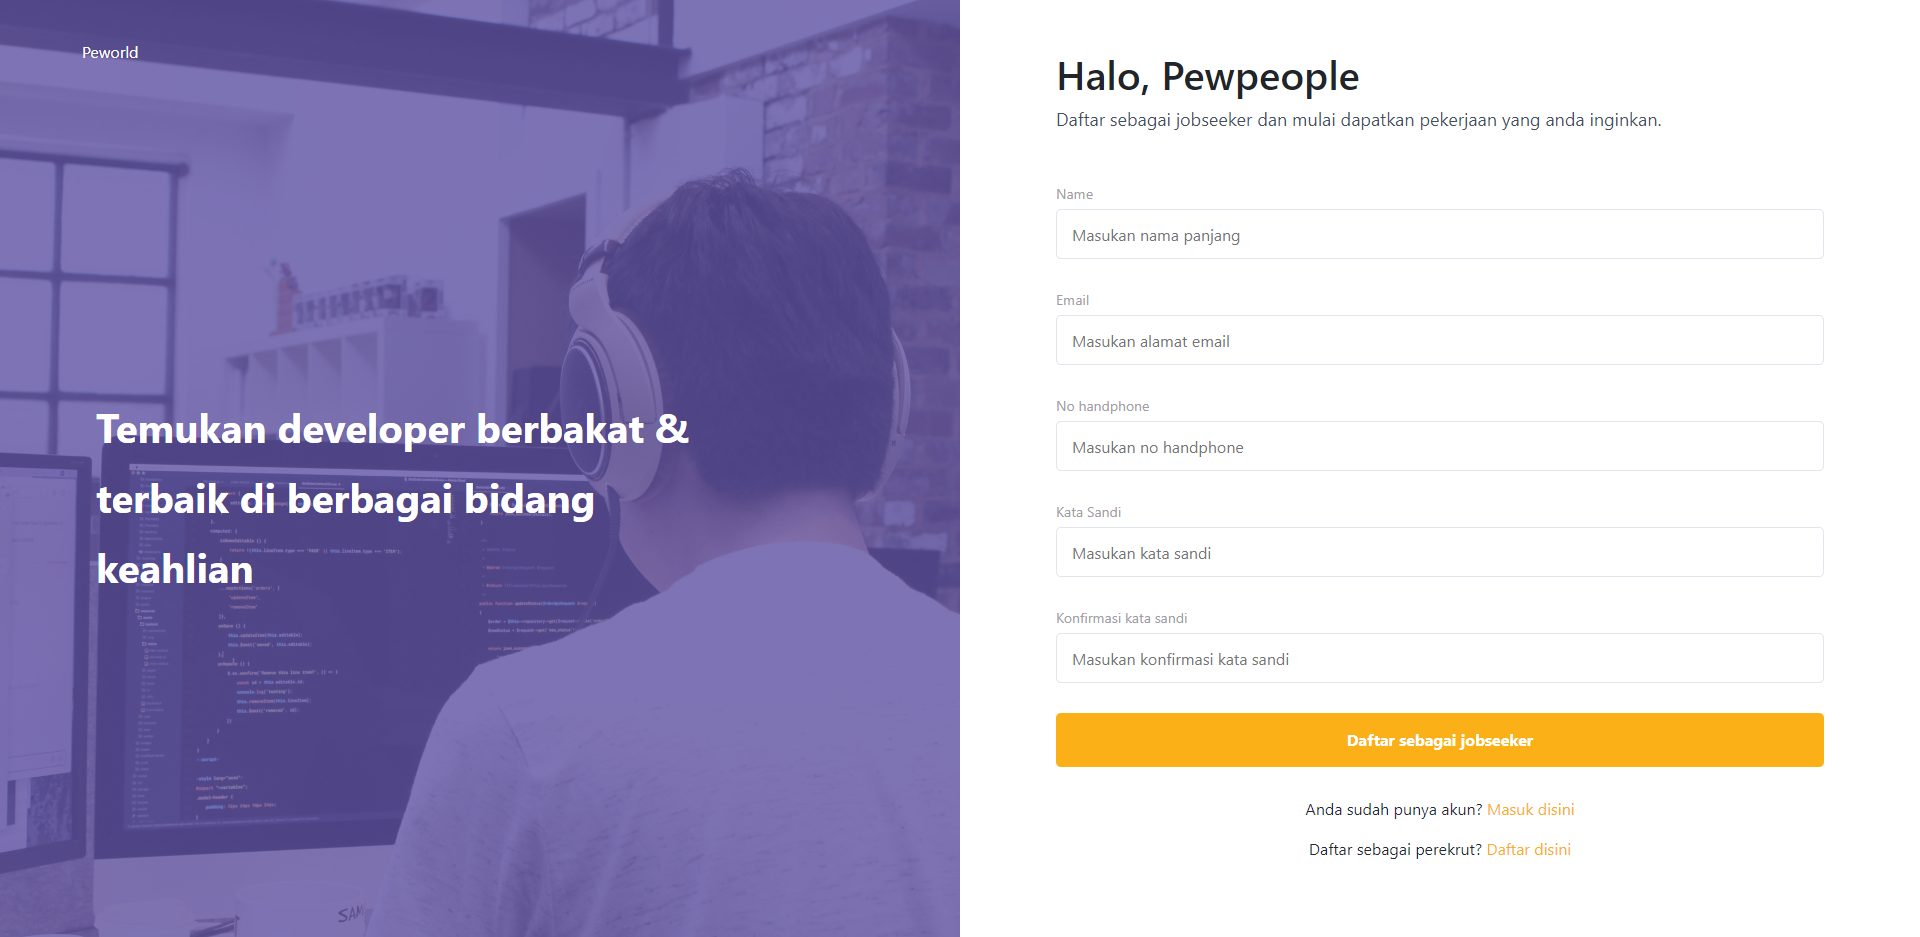 Peworld
Temukan developer berbakat &
terbaik di berbagai bidang
keahlian
Halo, Pewpeople
Daftar sebagai jobseeker dan mulai dapatkan pekerjaan yang anda inginkan.
Name
Masukan nama panjang
Email
Masukan alamat email
No handphone
Masukan no handphone
Kata Sandi
Masukan kata sandi
Konfirmasi kata sandi
Masukan konfirmasi kata sandi
Daftar sebagai jobseeker
Anda sudah punya akun? Masuk disini
Daftar sebagai perekrut? Daftar disini